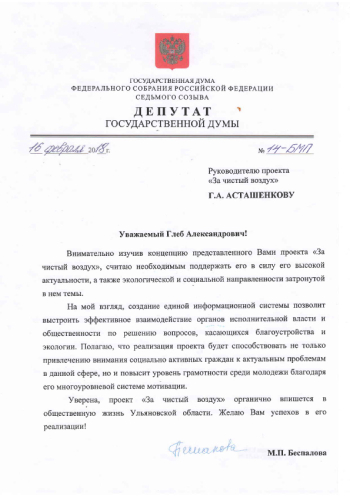 ГОСУДАРСТВЕННАЯ ДУМА
ФЕДЕРАЛЬНОГО СОБРАНИЯ РОССИЙСКОЙ ФЕДЕРАЦИИ
СЕДЬМОГО СОЗЫВА
ДЕПУТАТ
ГОСУДАРСТВЕННОЙ ДУМЫ
16 февраля 2018 г.
№ 14-БМП
Руководителю проекта
«За чистый воздух»
Г.А. АСТАШЕНКОВУ
Уважаемый Глеб Александрович!
Внимательно изучив концепцию представленного Вами проекта «За
чистый воздух», считаю необходимым поддержать его в силу его высокой
актуальности, а также экологической и социальной направленности затронутой
в нем темы.
На мой взгляд, создание единой информационной системы позволит
выстроить эффективное взаимодействие органов исполнительной власти и
общественности по решению вопросов, касающихся благоустройства и
экологии. Полагаю, что реализация проекта будет способствовать не только
привлечению внимания социально активных граждан к актуальным проблемам
в данной сфере, но и повысит уровень грамотности среди молодежи благодаря
его многоуровневой системе мотивации.
Уверена, проект «За чистый воздух» органично впишется в
общественную жизнь Ульяновской области. Желаю Вам успехов в его
реализации!
М.П. Беспалова